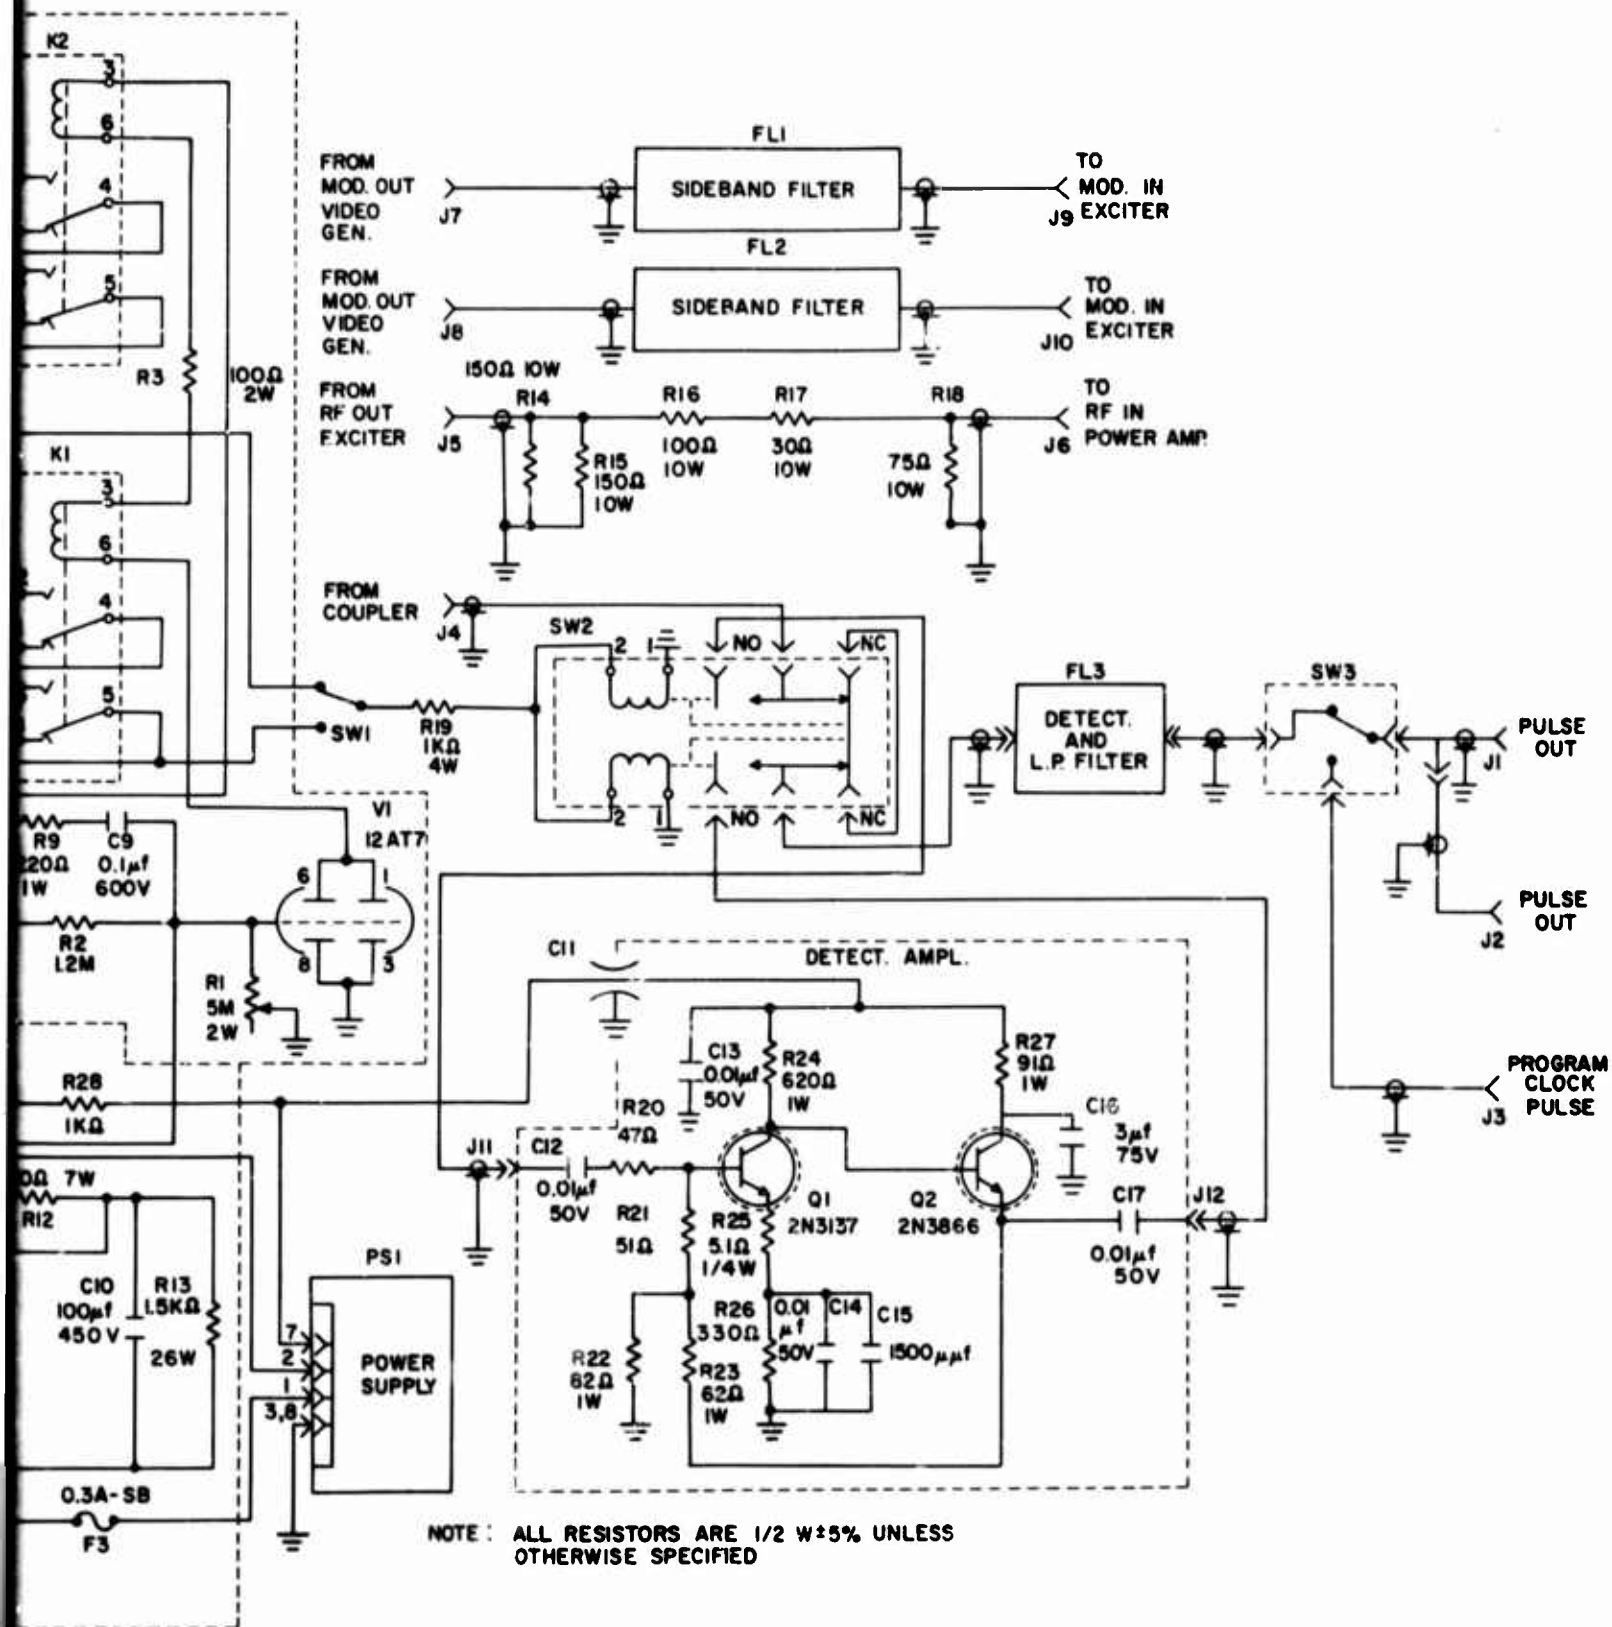 K2
3
6
4
5
R3
100Ω
2W
K1
3
6
4
5
FROM
MOD. OUT
VIDEO
GEN.
J7
FL1
SIDEBAND FILTER
TO
MOD. IN
EXCITER
J9
FROM
MOD. OUT
VIDEO
GEN.
J8
FL2
SIDEBAND FILTER
TO
MOD. IN
EXCITER
J10
FROM
RF OUT
EXCITER
J5
150Ω 10W
R14
R15
150Ω
10W
R16
100Ω
10W
R17
30Ω
10W
R18
75Ω
10W
TO
RF IN
POWER AMP.
J6
FROM
COUPLER
J4
SW2
2
1
NO
NC
2
1
NO
NC
SW1
R19
1KΩ
4W
FL3
DETECT.
AND
L.P. FILTER
SW3
PULSE
OUT
J1
PULSE
OUT
J2
PROGRAM
CLOCK
PULSE
J3
R9
20Ω
1W
C9
0.1µf
600V
V1
12AT7
6
1
8
3
R2
1.2M
R1
5M
2W
R28
1KΩ
0Ω 7W
R12
C10
100µf
450V
R13
1.5KΩ
26W
0.3A-SB
F3
PS1
7
2
1
3,8
POWER
SUPPLY
C11
DETECT. AMPL.
C13
0.01µf
50V
R24
620Ω
1W
R27
91Ω
1W
C16
3µf
75V
J11
C12
0.01µf
50V
R20
47Ω
Q1
2N3137
Q2
2N3866
C17
0.01µf
50V
J12
R21
51Ω
R25
5.1Ω
1/4W
R22
82Ω
1W
R23
62Ω
1W
R26
330Ω
0.01
µf
50V
C14
C15
1500µµf
NOTE: ALL RESISTORS ARE 1/2 W±5% UNLESS
OTHERWISE SPECIFIED